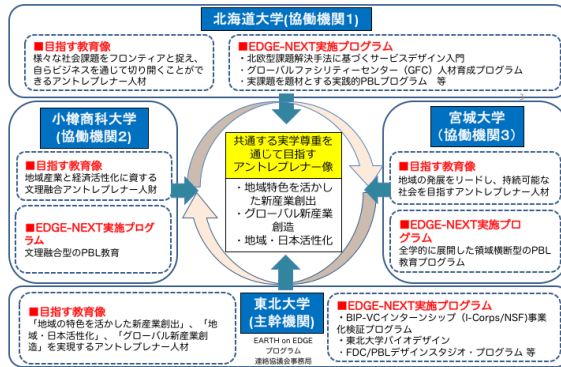 北海道大学(協働機関1)
■目指す教育像
様々な社会課題をフロンティアと捉え、
自らビジネスを通じて切り開くことがで
きるアントレプレナー人材
■EDGE-NEXT実施プログラム
・北欧型課題解決手法に基づくサービスデザイン入門
・グローバルファシリティーセンター（GFC）人材育成プログラム
・実課題を題材とする実践的PBLプログラム　等
3
小樽商科大学
(協働機関2)
■目指す教育像
地域産業と経済活性化に資する
文理融合アントレプレナー人財
■EDGE-NEXT実施プログ
ラム
文理融合型のPBL教育
共通する実学尊重を
通じて目指す
アントレプレナー像
・地域特色を活かし
た新産業創出
・グローバル新産業
創造
・地域・日本活性化
宮城大学
（協働機関3）
■目指す教育像
地域の発展をリードし、持続可能な
社会を目指すアントレプレナー人材
■EDGE-NEXT実施プロ
グラム
全学的に展開した領域横断型のPBL
教育プログラム
■目指す教育像
「地域の特色を活かした新産業創出」、「地
域・日本活性化」、「グローバル新産業創
造」を実現するアントレプレナー人材
東北大学
(主幹機関)
EARTH on EDGE
プログラム
連絡協議会事務局
■EDGE-NEXT実施プログラム
・BIP-VCインターンシップ（I-Corps/NSF)事業
化検証プログラム
・東北大学バイオデザイン
・FDC/PBLデザインスタジオ・プログラム 等